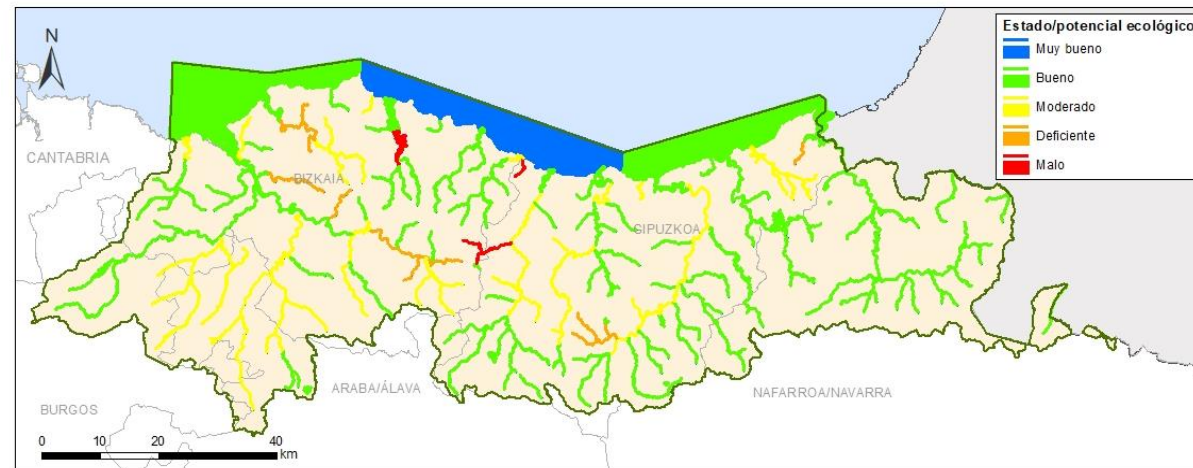 N
Estado/potencial ecológico
Muy bueno
Bueno
Moderado
Deficiente
Malo
CANTABRIA
BIZKAIA
GIPUZKOA
ARABA/ÁLAVA
NAFARROA/NAVARRA
BURGOS
0 10 20 40
km